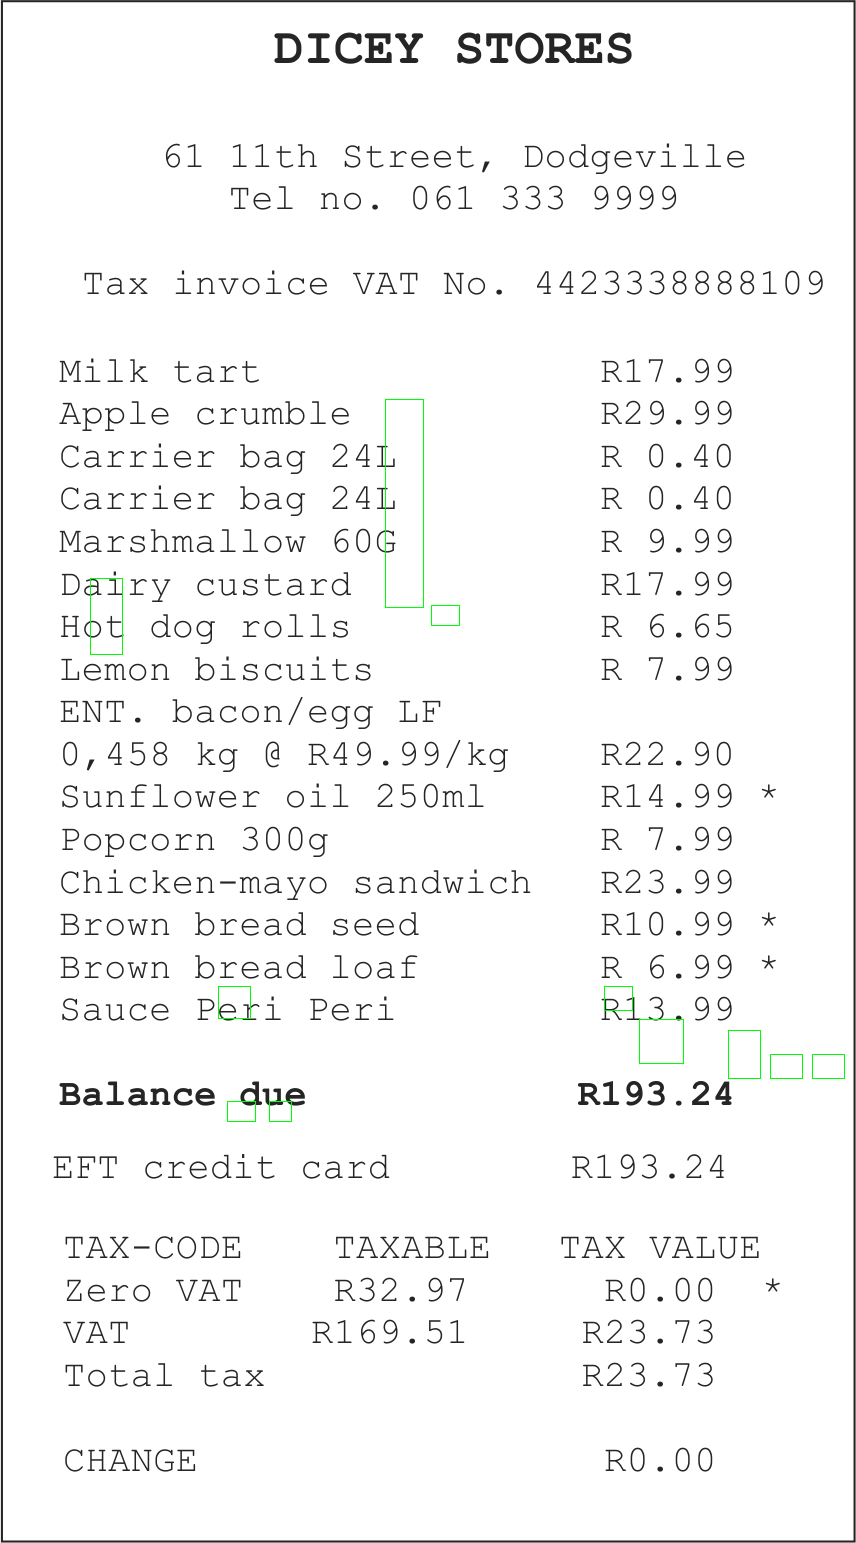 DICEY STORES
61 11th Street, Dodgeville
Tel no. 061 333 9999
Tax invoice VAT No. 4423338888109
Milk tart R17.99
Apple crumble R29.99
Carrier bag 24L R 0.40
Carrier bag 24L R 0.40
Marshmallow 60G R 9.99
Dairy custard R17.99
Hot dog rolls R 6.65
Lemon biscuits R 7.99
ENT. bacon/egg LF
0,458 kg @ R49.99/kg R22.90
Sunflower oil 250ml R14.99 *
Popcorn 300g R 7.99
Chicken-mayo sandwich R23.99
Brown bread seed R10.99 *
Brown bread loaf R 6.99 *
Sauce Peri Peri R13.99
Balance due R193.24
EFT credit card R193.24
TAX-CODE TAXABLE TAX VALUE
Zero VAT R32.97 R0.00 *
VAT R169.51 R23.73
Total tax R23.73
CHANGE R0.00